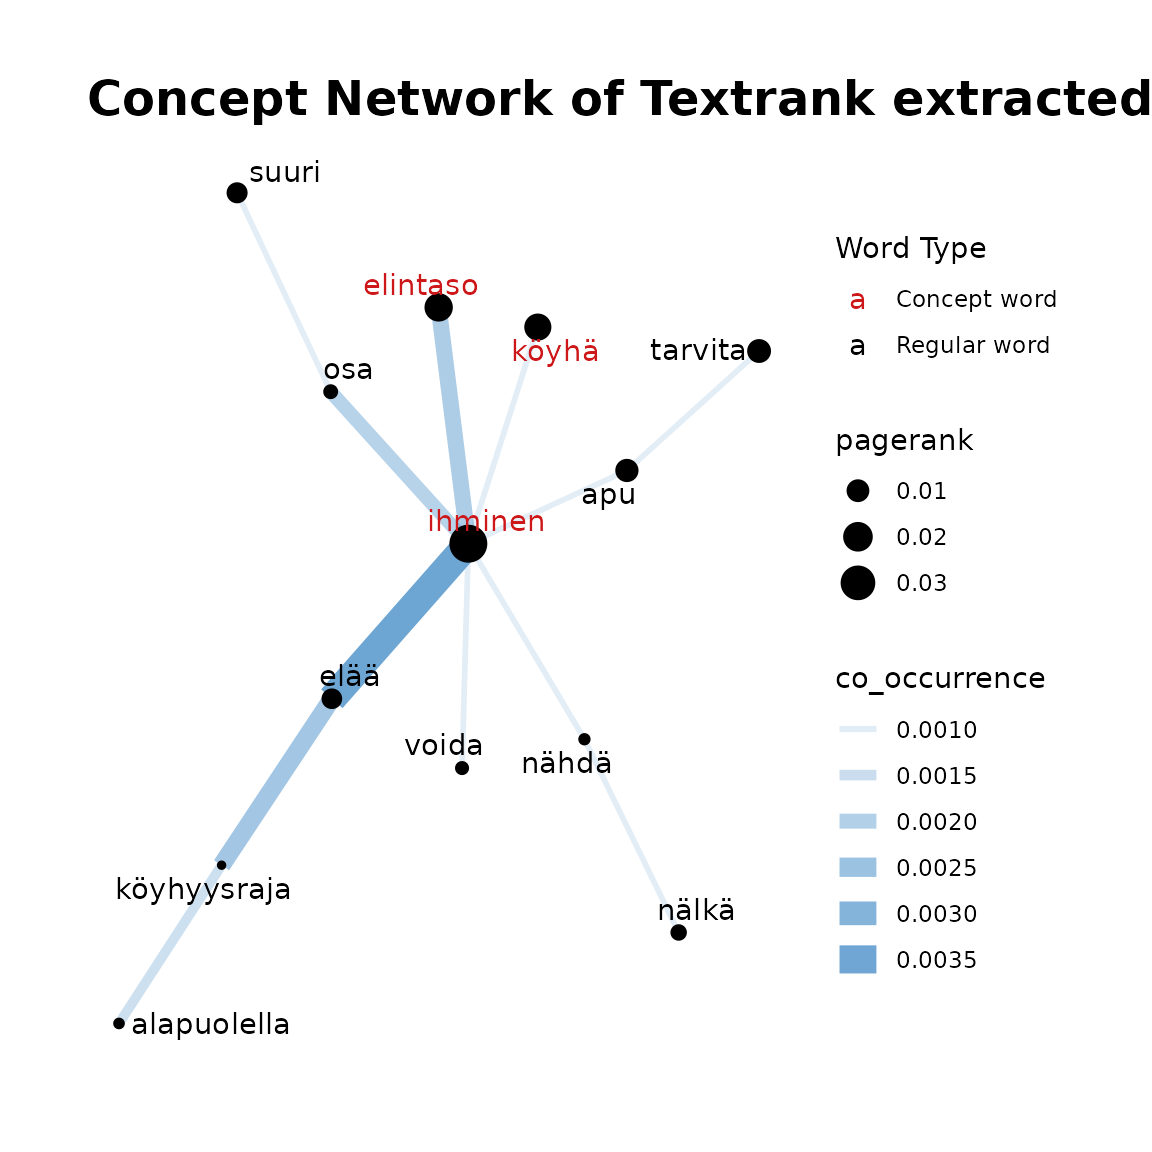 Concept Network of Textrank extracted
suuri
elintaso
köyhä
tarvita
osa
apu
ihminen
elää
voida
nähdä
köyhyysraja
nälkä
alapuolella
Word Type
a Concept word
a Regular word
pagerank
0.01
0.02
0.03
co_occurrence
0.0010
0.0015
0.0020
0.0025
0.0030
0.0035